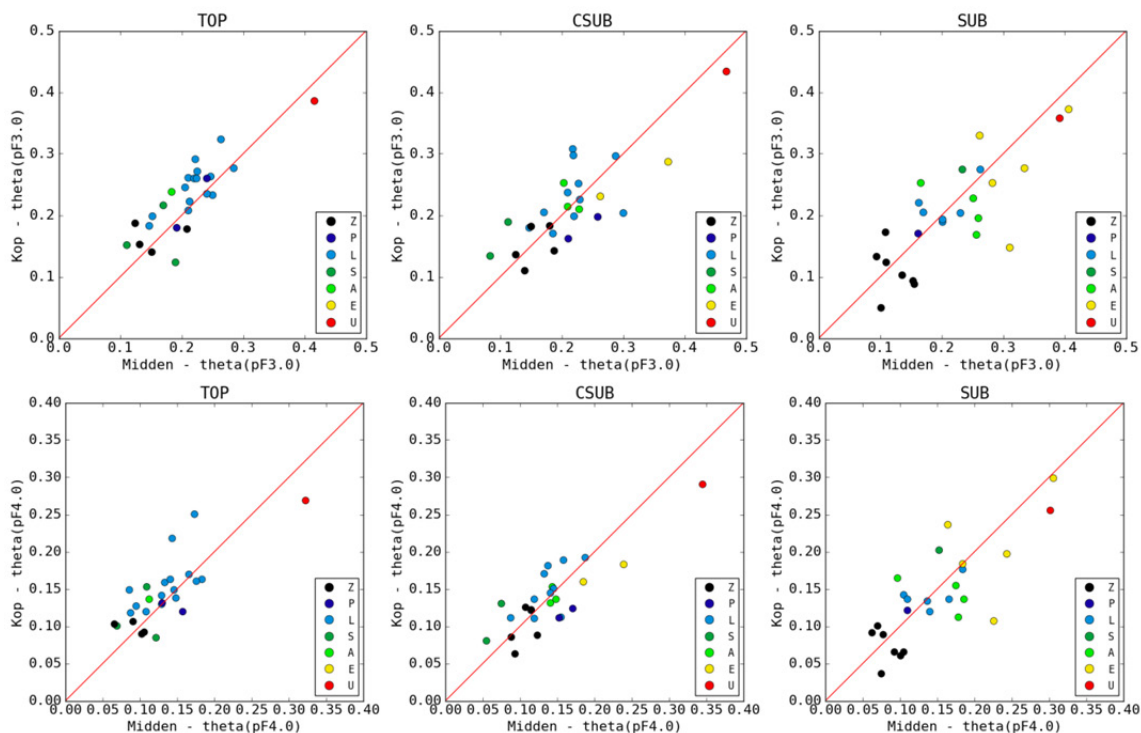 TOP
CSUB
SUB
Kop - theta(pF3.0)
0.5
0.4
0.3
0.2
0.1
0.0
Z
P
L
S
A
E
U
0.0 0.1 0.2 0.3 0.4 0.5
Midden - theta(pF3.0)
Kop - theta(pF3.0)
0.5
0.4
0.3
0.2
0.1
0.0
Z
P
L
S
A
E
U
0.0 0.1 0.2 0.3 0.4 0.5
Midden - theta(pF3.0)
Kop - theta(pF3.0)
0.5
0.4
0.3
0.2
0.1
0.0
Z
P
L
S
A
E
U
0.0 0.1 0.2 0.3 0.4 0.5
Midden - theta(pF3.0)
TOP
CSUB
SUB
Kop - theta(pF4.0)
0.40
0.35
0.30
0.25
0.20
0.15
0.10
0.05
0.00
Z
P
L
S
A
E
U
0.00 0.05 0.10 0.15 0.20 0.25 0.30 0.35 0.40
Midden - theta(pF4.0)
Kop - theta(pF4.0)
0.40
0.35
0.30
0.25
0.20
0.15
0.10
0.05
0.00
Z
P
L
S
A
E
U
0.00 0.05 0.10 0.15 0.20 0.25 0.30 0.35 0.40
Midden - theta(pF4.0)
Kop - theta(pF4.0)
0.40
0.35
0.30
0.25
0.20
0.15
0.10
0.05
0.00
Z
P
L
S
A
E
U
0.00 0.05 0.10 0.15 0.20 0.25 0.30 0.35 0.40
Midden - theta(pF4.0)